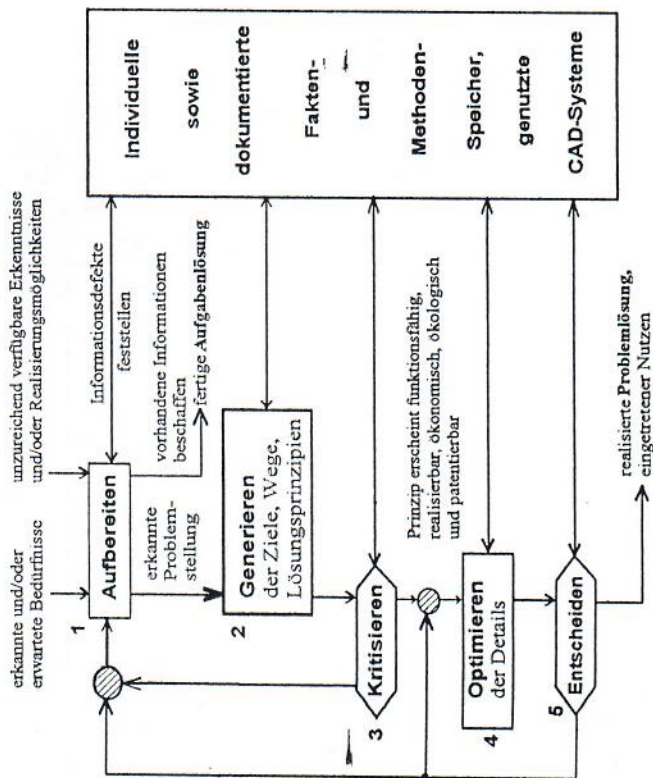 erkannte und/oder
erwartete Bedürfnisse
unzureichend verfügbare Erkenntnisse
und/oder Realisierungsmöglichkeiten
1
Aufbereiten
Informationsdefekte
feststellen
erkannte
Problem-
stellung
vorhandene Informationen
beschaffen
fertige Aufgabenlösung
2
Generieren
der Ziele, Wege,
Lösungsprinzipien
3
Kritisieren
Prinzip erscheint funktionsfähig,
realisierbar, ökonomisch, ökologisch
und patentierbar
4
Optimieren
der Details
5
Entscheiden
realisierte Problemlösung,
eingetretener Nutzen
Individuelle
sowie
dokumentierte
Fakten-
und
Methoden-
Speicher,
genutzte
CAD-Systeme